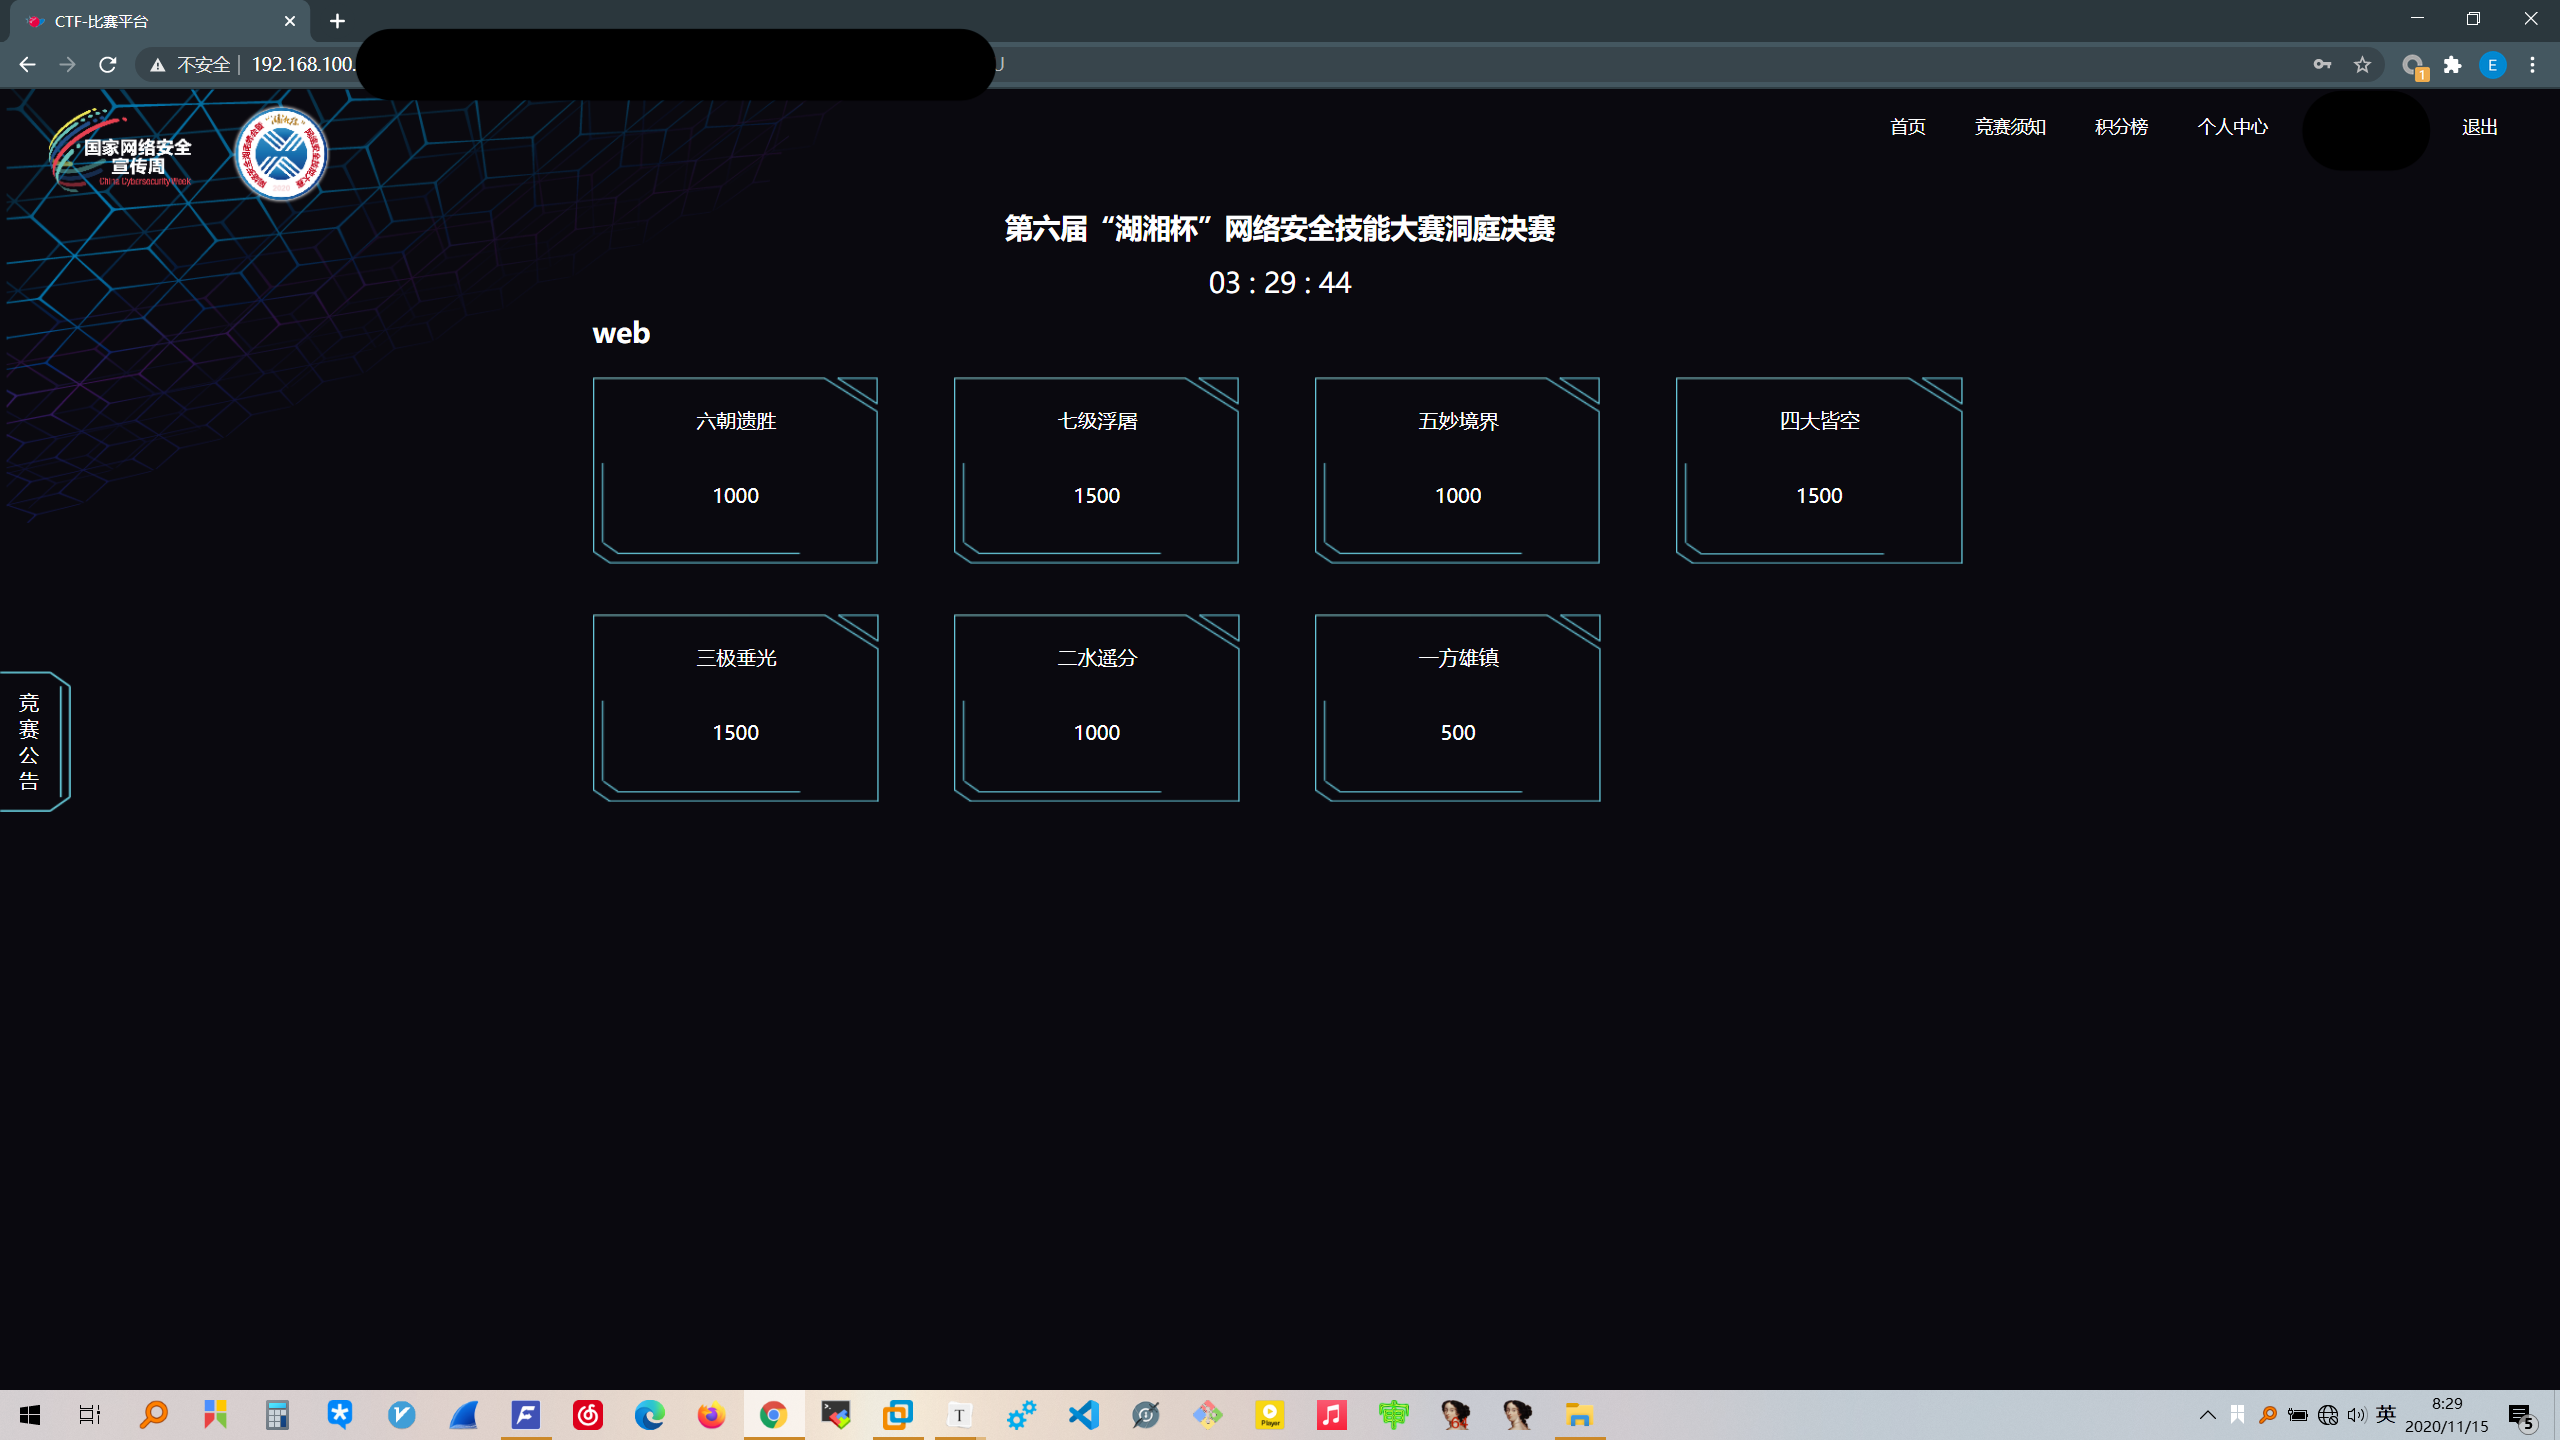 CTF-比赛平台
不安全 192.168.100.
国家网络安全
宣传周
China Cybersecurity Week
首页 竞赛须知 积分榜 个人中心 退出
第六届“湖湘杯”网络安全技能大赛洞庭决赛
03 : 29 : 44
web
六朝遗胜 七级浮屠 五妙境界 四大皆空
1000 1500 1000 1500
三极垂光 二水遥分 一方雄镇
1500 1000 500
竞赛公告
英
8:29
2020/11/15
5